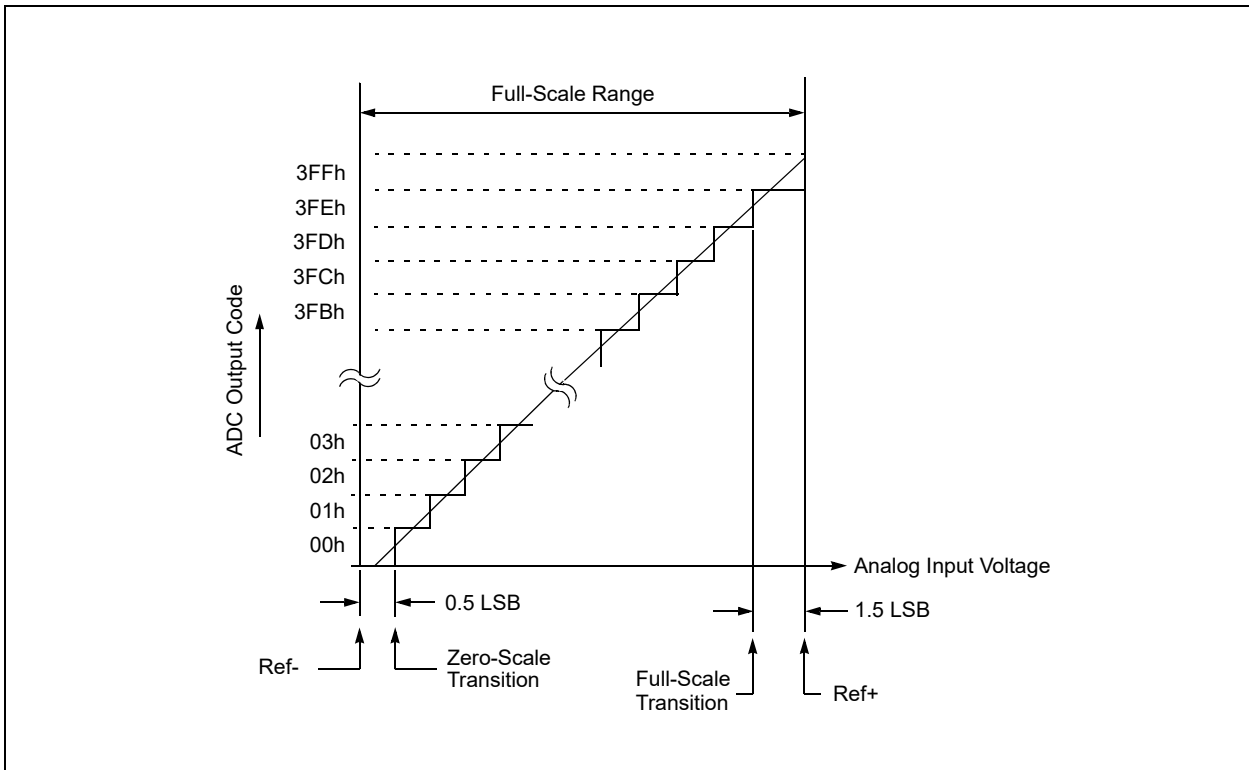 Full-Scale Range
3FFh
3FEh
3FDh
3FCh
3FBh
ADC Output Code
03h
02h
01h
00h
Analog Input Voltage
0.5 LSB
1.5 LSB
Ref-
Zero-Scale
Transition
Full-Scale
Transition
Ref+